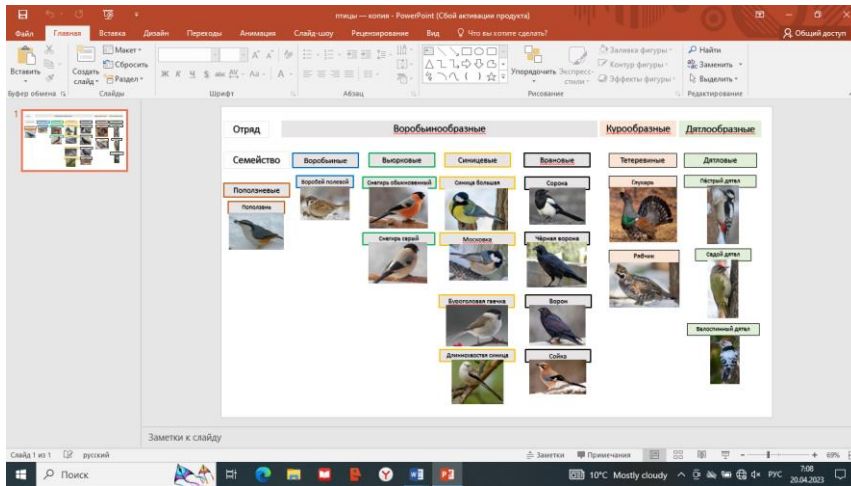 птицы — копия - PowerPoint (Сбой активации продукта)
Файл Главная Вставка Дизайн Переходы Анимация Слайд-шоу Рецензирование Вид Что вы хотите сделать? Общий доступ
Вставить
Создать слайд
Макет
Сбросить
Раздел
Ж К Ч S abc AV Aa A
Упорядочить
Экспресс-стили
Заливка фигуры
Контур фигуры
Эффекты фигуры
Найти
Заменить
Выделить
Буфер обмена Слайды Шрифт Абзац Рисование Редактирование
1
Отряд Воробьинообразные Курообразные Дятлообразные
Семейство Воробьиные Вьюрковые Синицевые Врановые Тетеревиные Дятловые
Поползневые
Воробей полевой Снегирь обыкновенный Синица большая Сорока Глухарь Пёстрый дятел
Поползень
Снегирь серый Московка Чёрная ворона Рябчик Седой дятел
Буроголовая гаичка Ворон
Белоспинный дятел
Длиннохвостая синица Сойка
Заметки к слайду
Слайд 1 из 1 русский Заметки Примечания 69%
Поиск 10°C Mostly cloudy РУС 7:08
20.04.2023